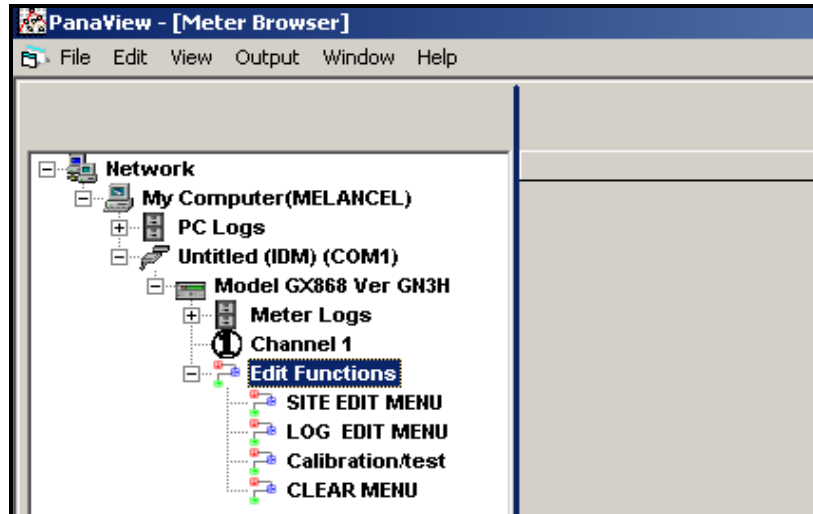 PanaView - [Meter Browser]
File Edit View Output Window Help
Network
My Computer(MELANCEL)
PC Logs
Untitled (IDM) (COM1)
Model GX868 Ver GN3H
Meter Logs
1 Channel 1
Edit Functions
SITE EDIT MENU
LOG EDIT MENU
Calibration/test
CLEAR MENU